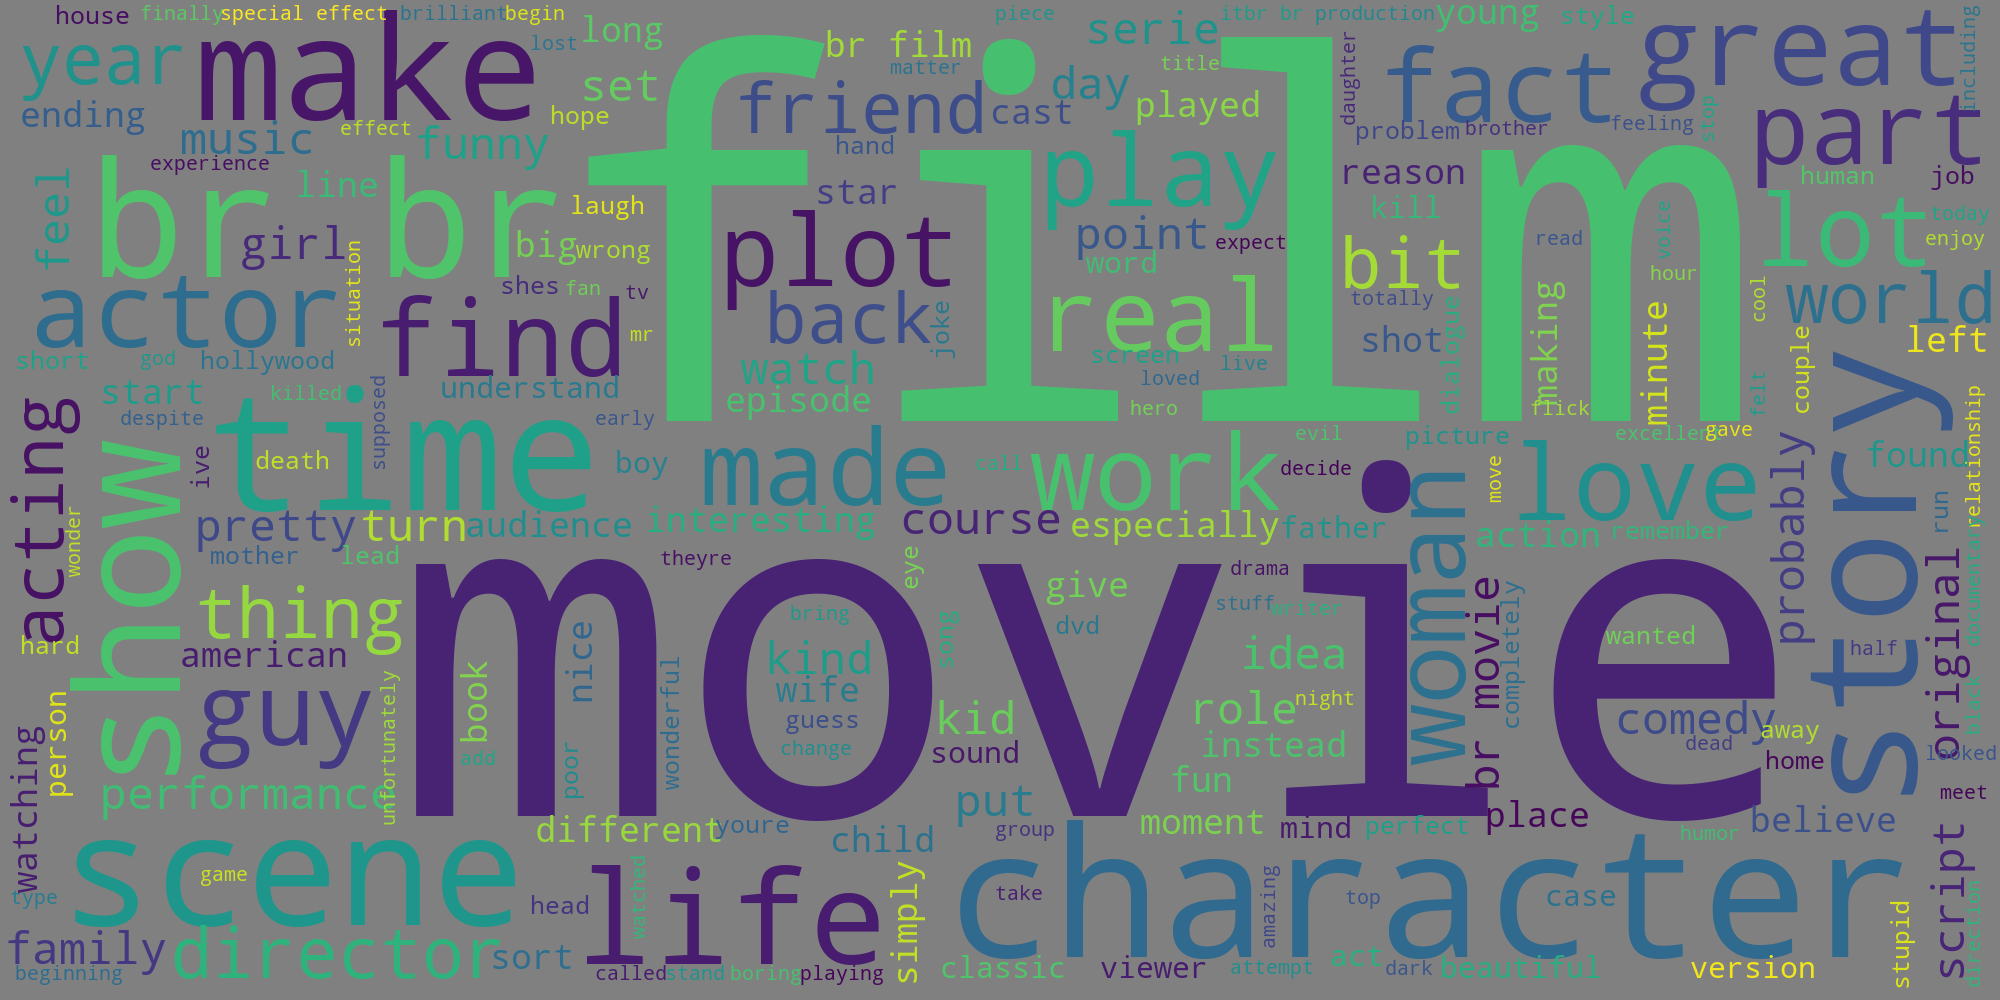 film
movie
character
br br
make
time
story
scene
show
life
house
finally
special effect
brilliant
begin
piece
itbr br
production
young
style
great
including
year
lost
long
br film
serie
title
daughter
fact
matter
ending
music
effect
funny
hope
set
friend
cast
day
played
problem
brother
feeling
stop
part
experience
hand
play
reason
human
job
feel
line
laugh
star
kill
lot
today
girl
big
wrong
plot
point
expect
word
bit
read
voice
enjoy
actor
situation
shes
fan
tv
find
mr
back
joke
real
totally
hour
cool
world
short
god
hollywood
watch
screen
loved
live
shot
dialogue
making
minute
couple
left
start
understand
episode
hero
flick
felt
despite
killed
supposed
early
evil
picture
excellent
gave
relationship
acting
ive
death
boy
made
call
work
decide
move
love
found
wonder
pretty
turn
audience
interesting
course
especially
father
woman
action
remember
probably
run
mother
lead
theyre
eye
drama
documentary
thing
bring
give
stuff
writer
completely
original
hard
american
nice
kind
song
dvd
idea
br movie
wanted
half
guy
book
wonderful
wife
guess
kid
role
night
comedy
away
black
person
unfortunately
add
poor
change
sound
instead
dead
home
looked
watching
performance
fun
put
moment
mind
perfect
place
humor
believe
meet
different
youre
child
group
script
game
type
head
watched
simply
take
amazing
top
case
stupid
direction
family
director
sort
beginning
called
stand
boring
playing
classic
viewer
attempt
act
dark
beautiful
version